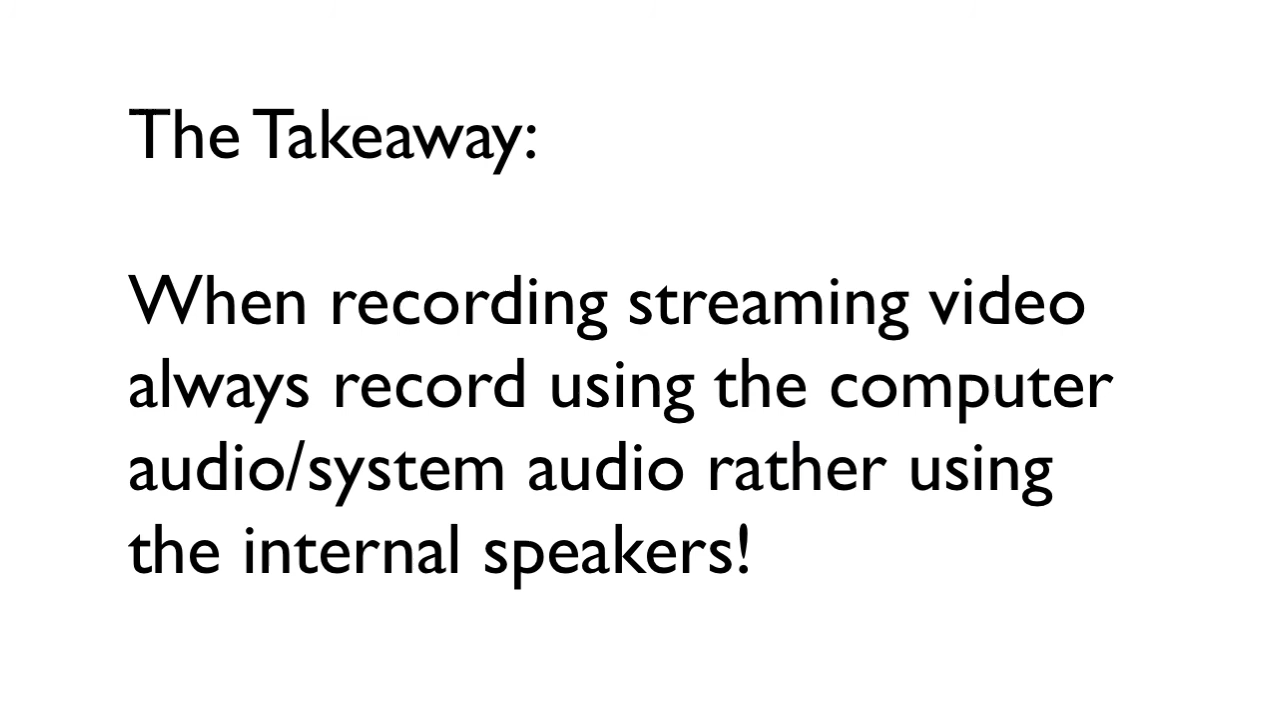 The Takeaway:
When recording streaming video
always record using the computer
audio/system audio rather using
the internal speakers!